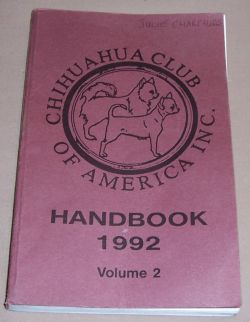 CHIHUAHUA CLUB
OF AMERICA INC.
HANDBOOK
1992
Volume 2